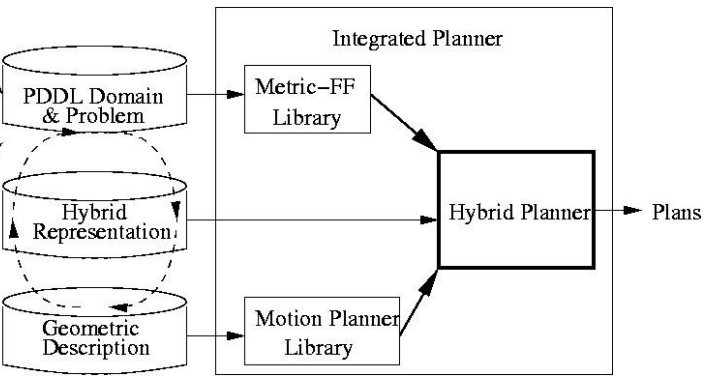 Integrated Planner
PDDL Domain
& Problem
Metric-FF
Library
Hybrid
Representation
Hybrid Planner
Plans
Geometric
Description
Motion Planner
Library